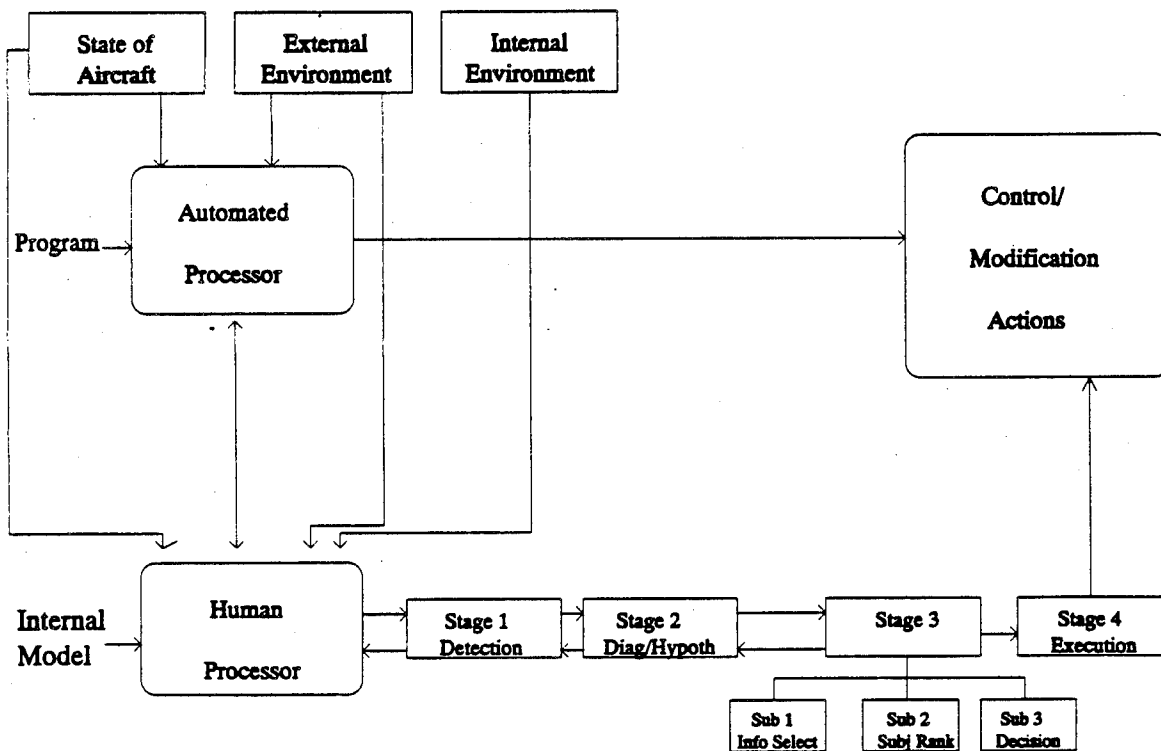 State of
Aircraft
External
Environment
Internal
Environment
Automated
Processor
Program
Control/
Modification
Actions
Internal
Model
Human
Processor
Stage 1
Detection
Stage 2
Diag/Hypoth
Stage 3
Stage 4
Execution
Sub 1
Info Select
Sub 2
Subj Rank
Sub 3
Decision